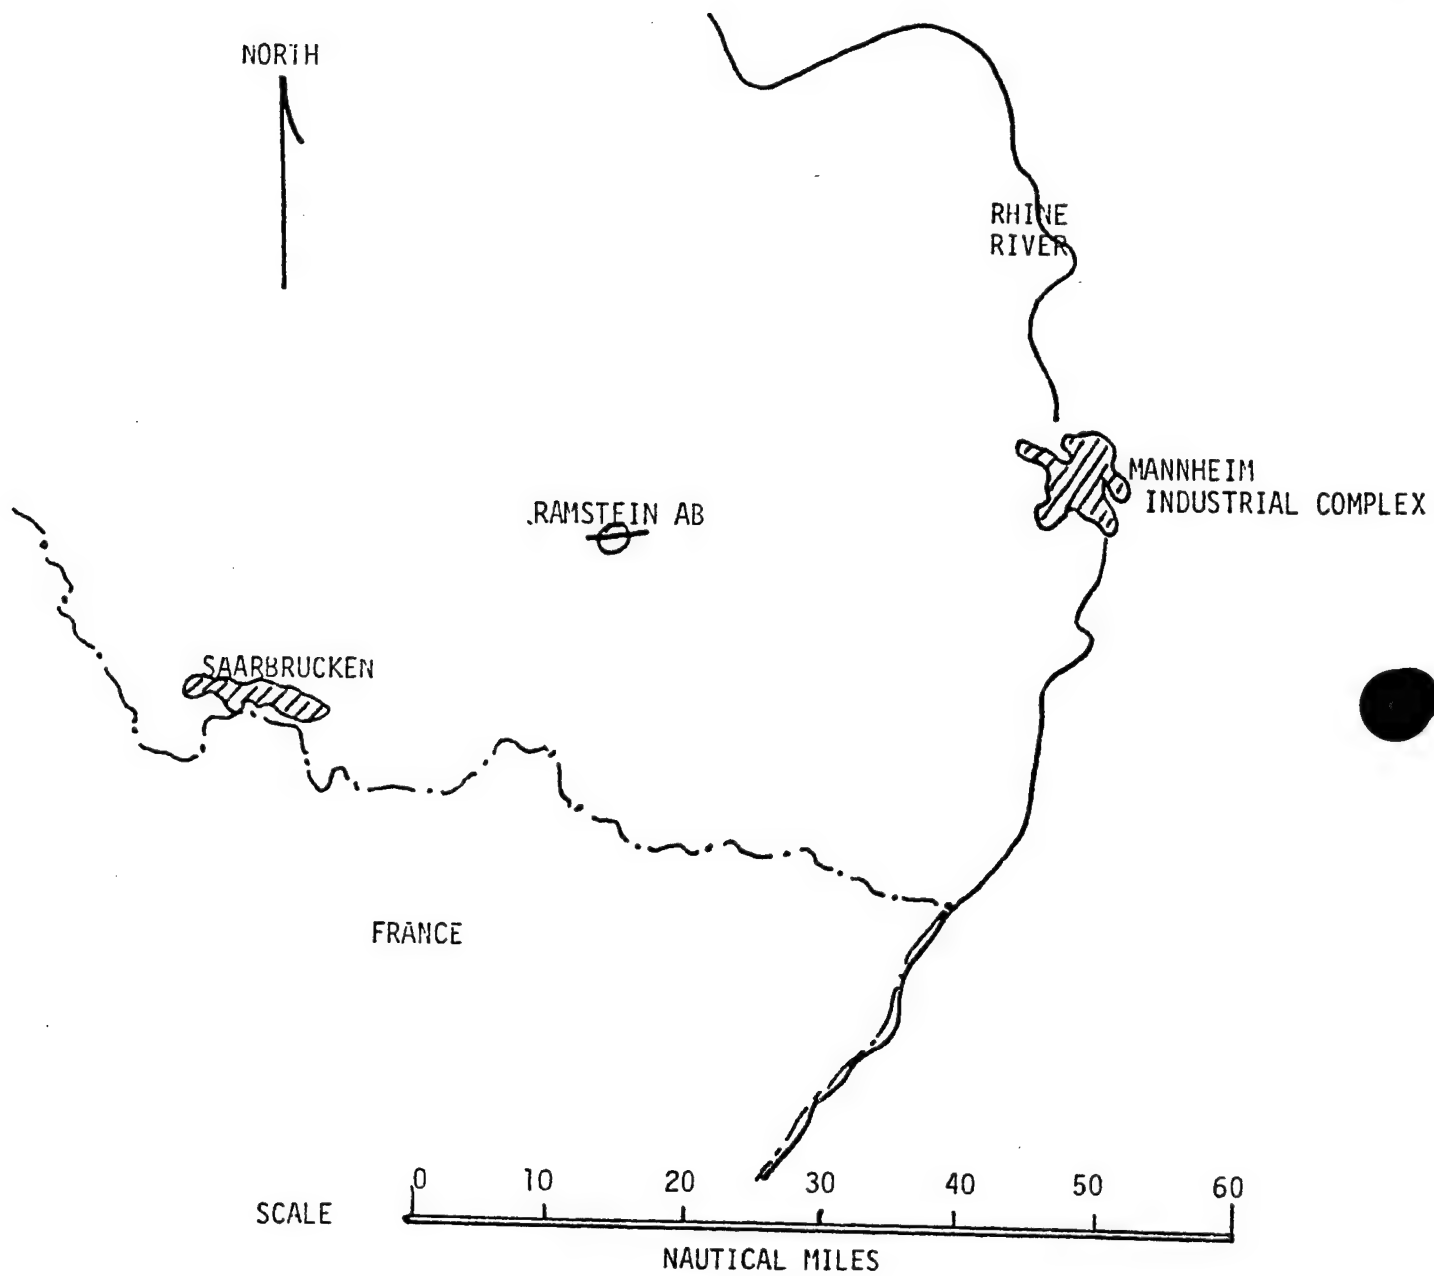 NORTH
RHINE
RIVER
MANNHEIM
INDUSTRIAL COMPLEX
RAMSTEIN AB
SAARBRUCKEN
FRANCE
0 10 20 30 40 50 60
SCALE
NAUTICAL MILES